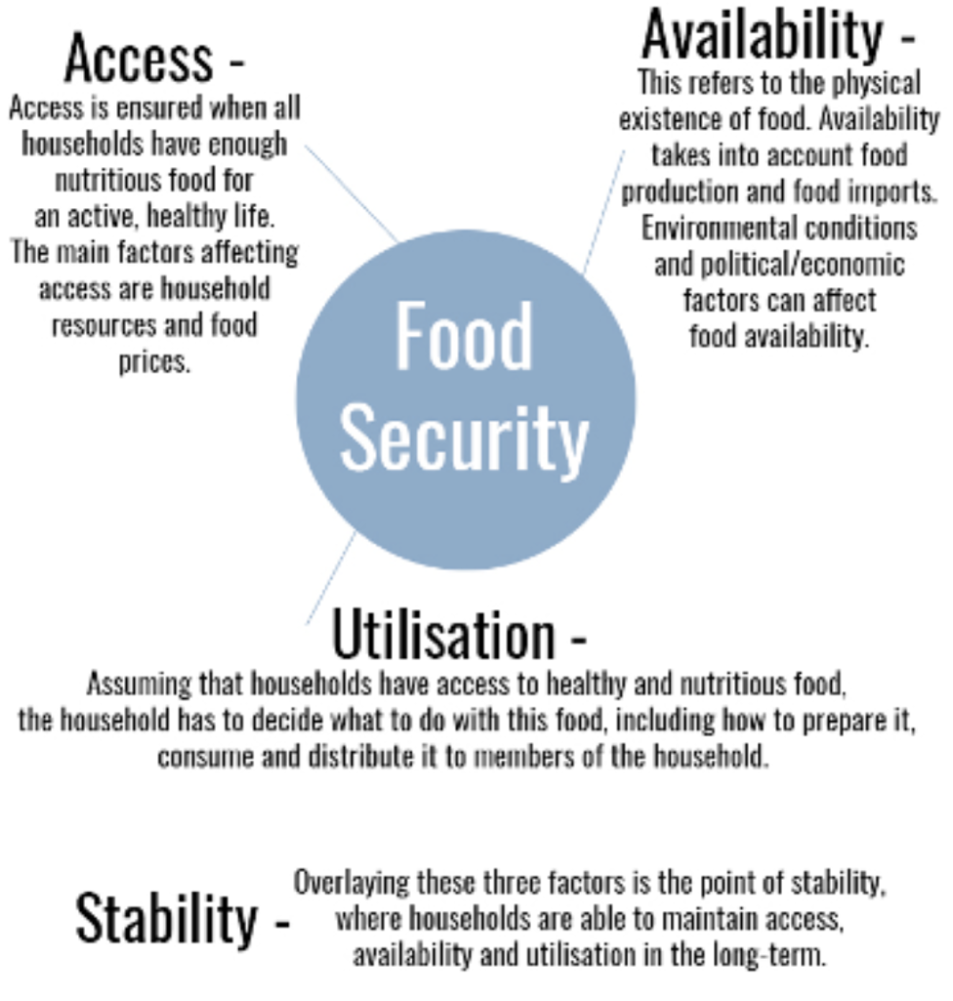 Access -
Access is ensured when all
households have enough
nutritious food for
an active, healthy life.
The main factors affecting
access are household
resources and food
prices.
Availability -
This refers to the physical
existence of food. Availability
takes into account food
production and food imports.
Environmental conditions
and political/economic
factors can affect
food availability.
Food
Security
Utilisation -
Assuming that households have access to healthy and nutritious food,
the household has to decide what to do with this food, including how to prepare it,
consume and distribute it to members of the household.
Stability -
Overlaying these three factors is the point of stability,
where households are able to maintain access,
availability and utilisation in the long-term.